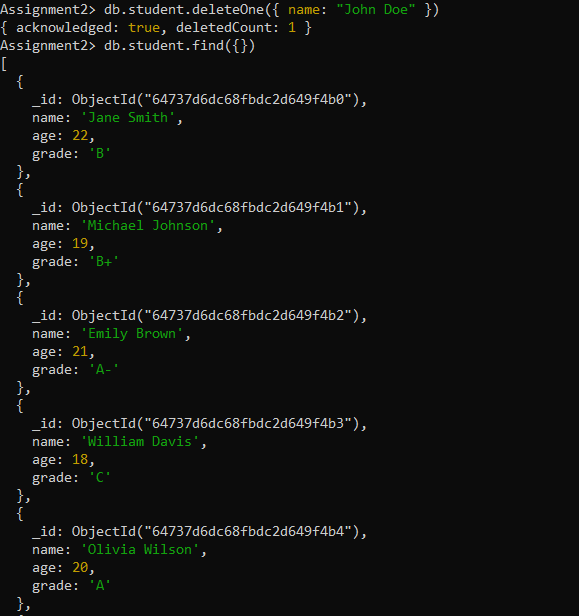 Assignment2> db.student.deleteOne({ name: "John Doe" })
{ acknowledged: true, deletedCount: 1 }
Assignment2> db.student.find({})
[
  {
    _id: ObjectId("64737d6dc68fbdc2d649f4b0"),
    name: 'Jane Smith',
    age: 22,
    grade: 'B'
  },
  {
    _id: ObjectId("64737d6dc68fbdc2d649f4b1"),
    name: 'Michael Johnson',
    age: 19,
    grade: 'B+'
  },
  {
    _id: ObjectId("64737d6dc68fbdc2d649f4b2"),
    name: 'Emily Brown',
    age: 21,
    grade: 'A-'
  },
  {
    _id: ObjectId("64737d6dc68fbdc2d649f4b3"),
    name: 'William Davis',
    age: 18,
    grade: 'C'
  },
  {
    _id: ObjectId("64737d6dc68fbdc2d649f4b4"),
    name: 'Olivia Wilson',
    age: 20,
    grade: 'A'
  },